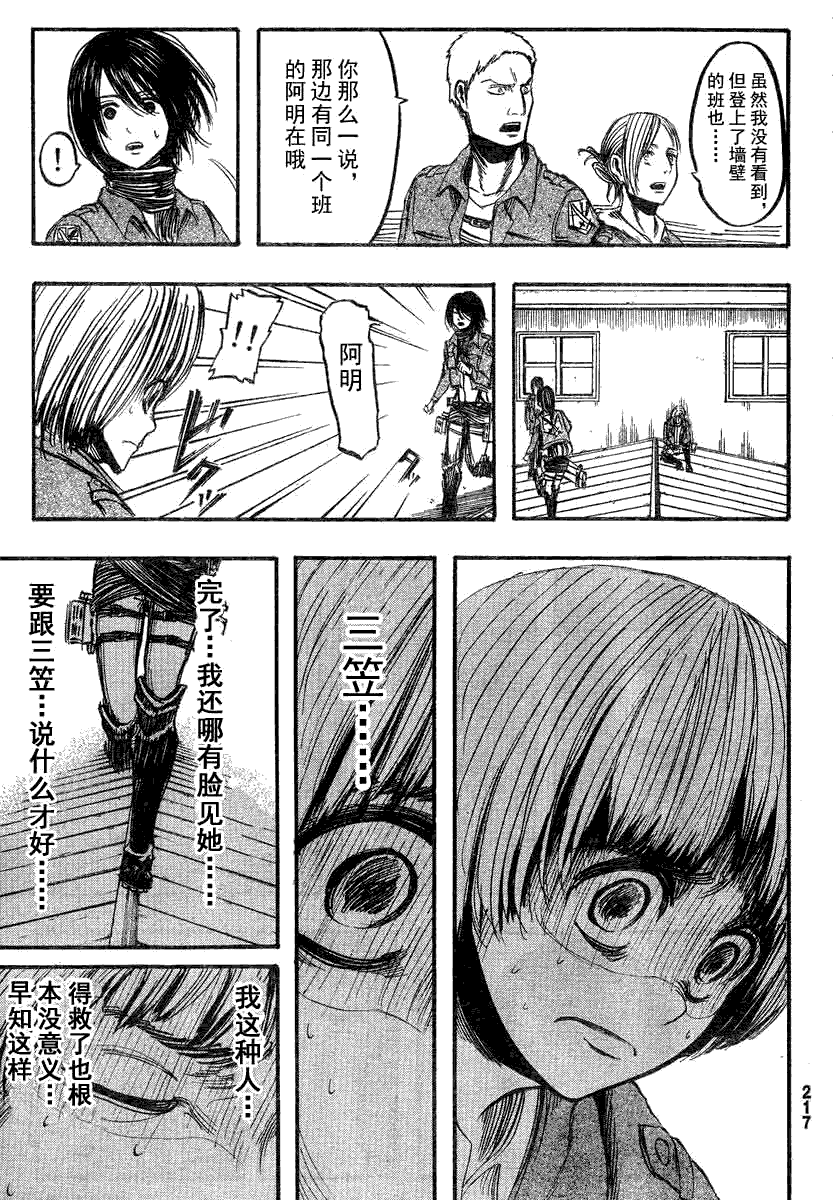 虽然我没有看到，
但登上了墙壁
的班也……
你那么一说，
那边有同一个班
的阿明在哦
！
阿明
！！
ビクッ
三笠……
完了…我还哪有脸见她……
要跟三笠…说什么才好……
我这种人…
得救了也根
本没意义…
早知这样
217